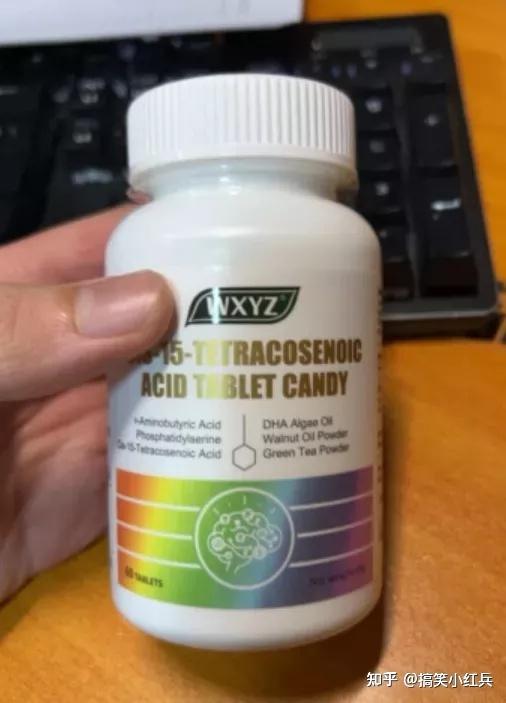 WXYZ
-15-TETRACOSENOIC
ACID TABLET CANDY
-Aminobutyric Acid
Phosphatidylserine
Cis-15-Tetracosenoic Acid
DHA Algae Oil
Walnut Oil Powder
Green Tea Powder
60 TABLETS
知乎 @搞笑小红兵